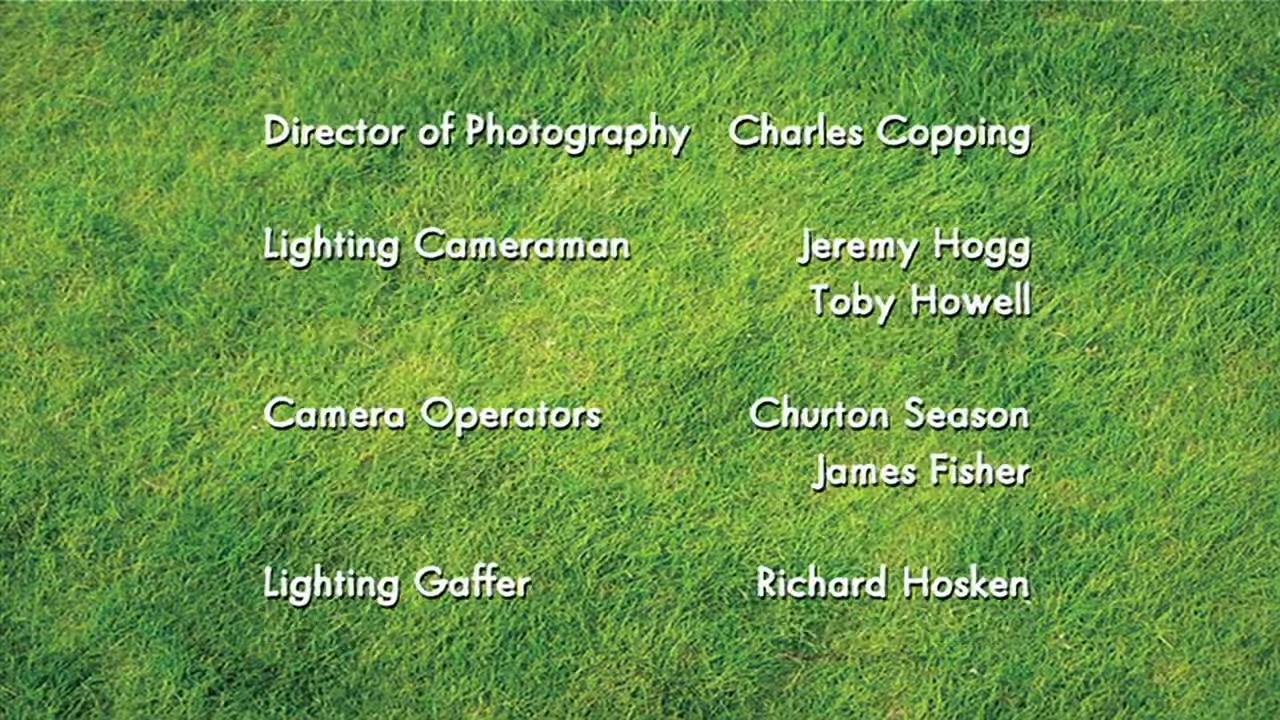 Director of Photography Charles Copping
Lighting Cameraman Jeremy Hogg
Toby Howell
Camera Operators Churton Season
James Fisher
Lighting Gaffer Richard Hosken